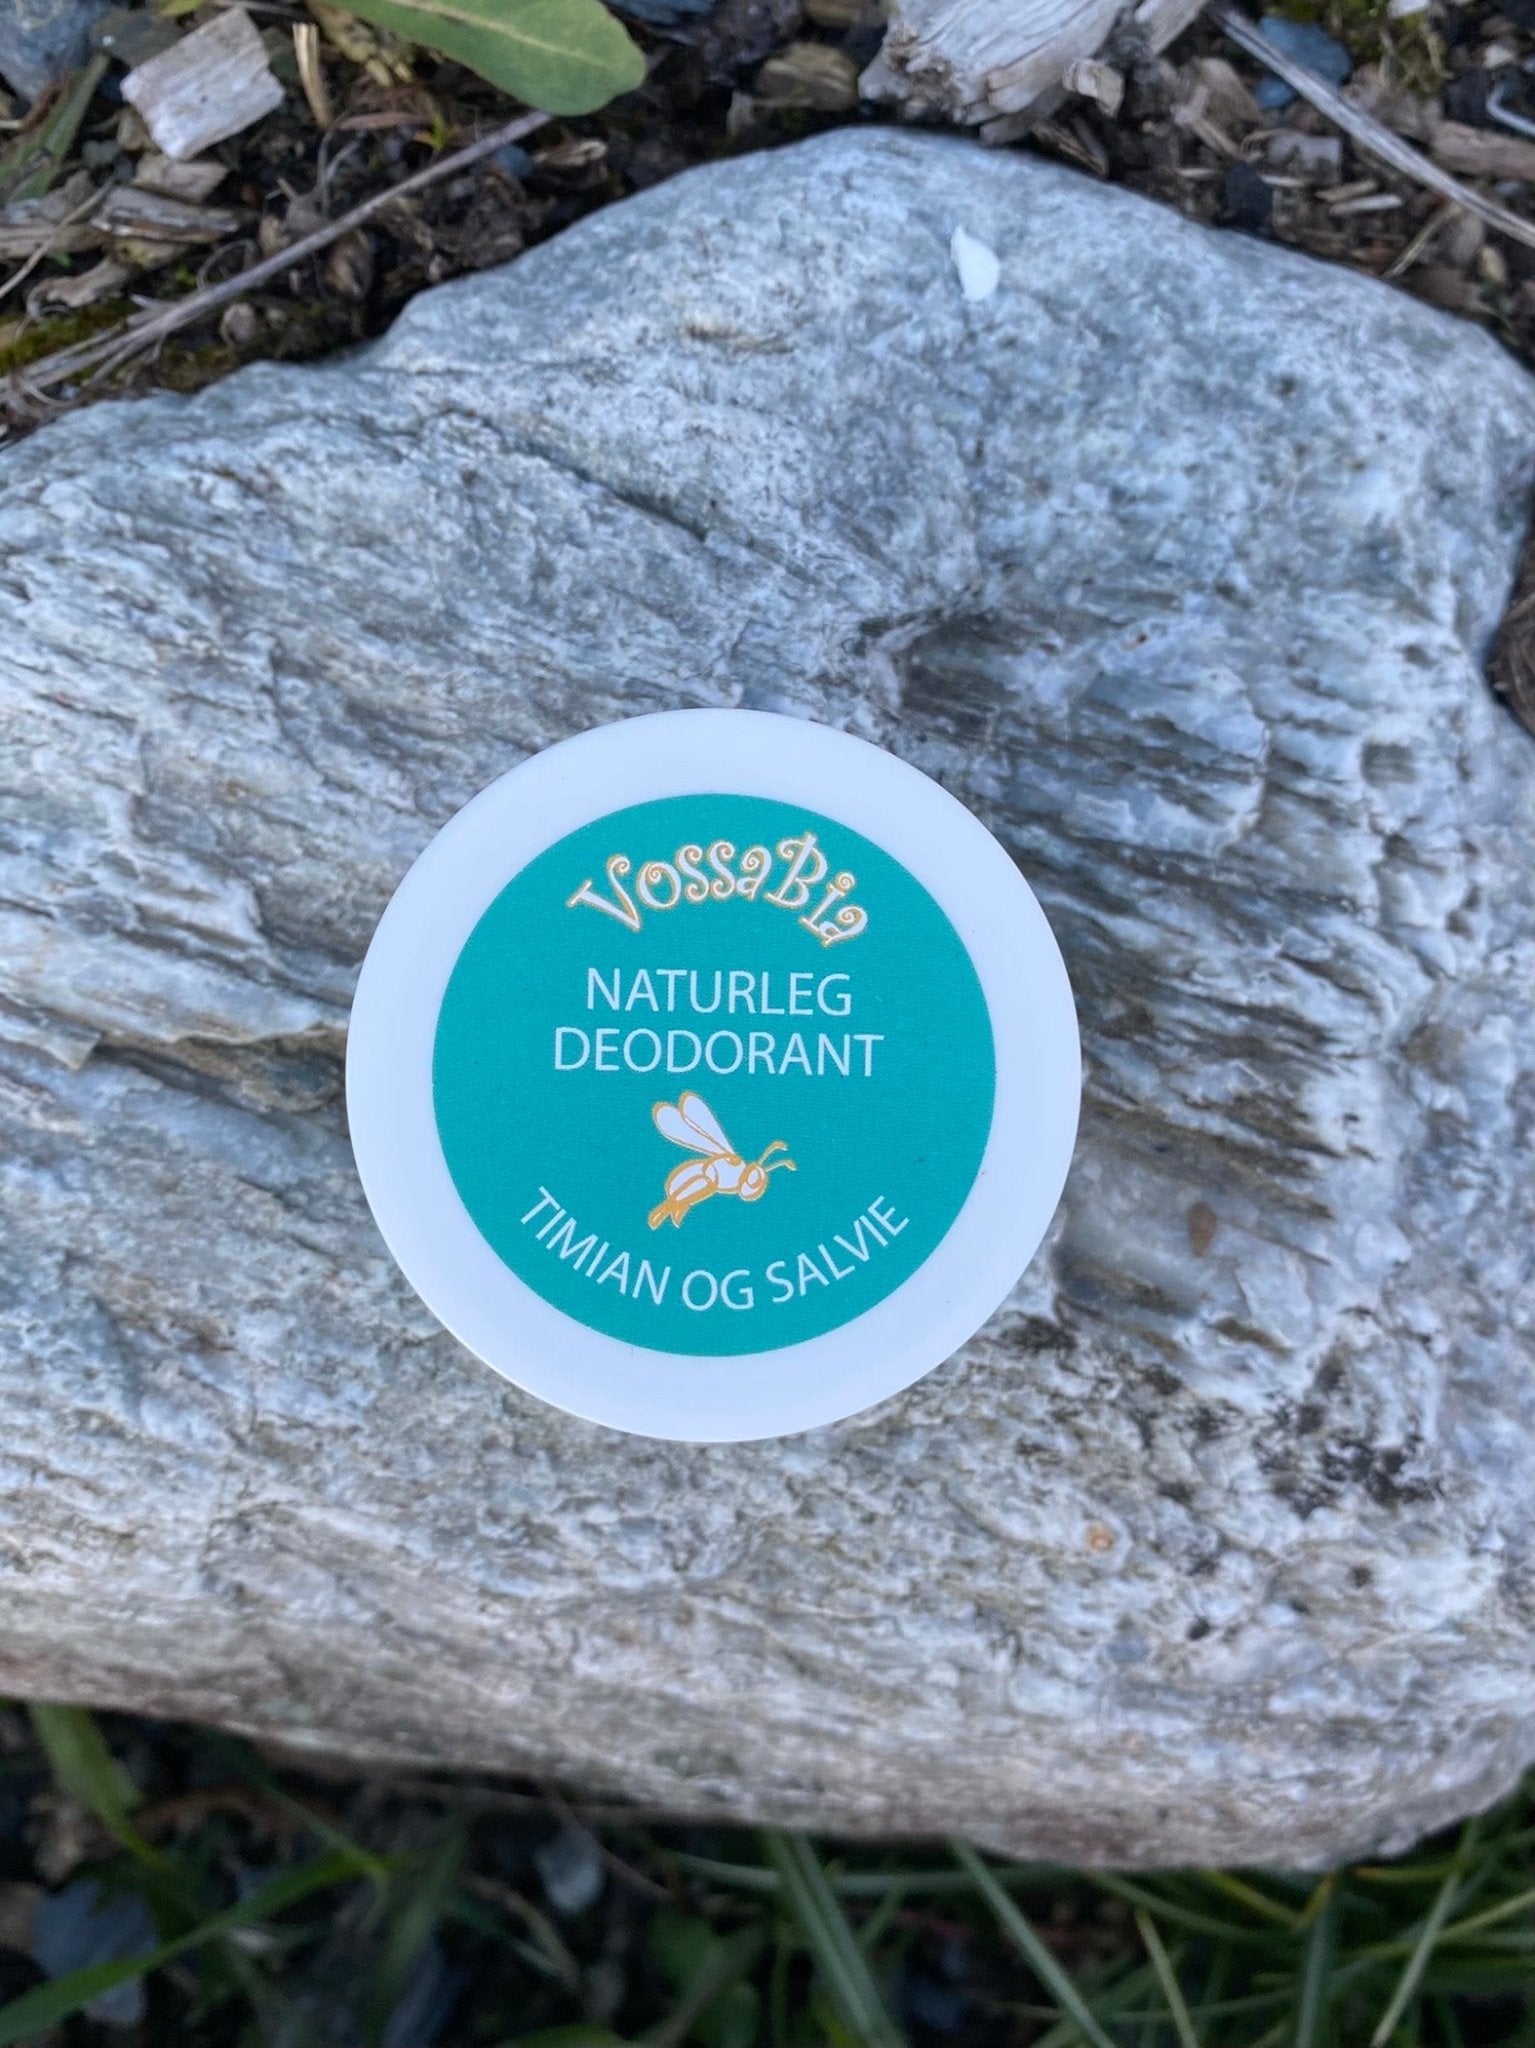 VossaBia
NATURLEG
DEODORANT
TIMIAN OG SALVIE